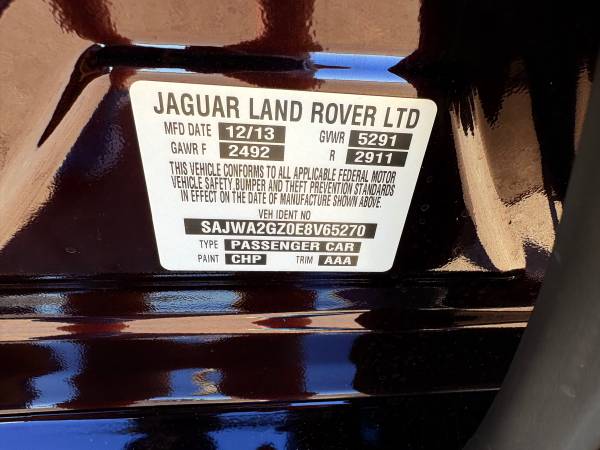 JAGUAR LAND ROVER LTD
MFD DATE 12/13 GVWR 5291
GAWR F 2492 R 2911
THIS VEHICLE CONFORMS TO ALL APPLICABLE FEDERAL MOTOR
VEHICLE SAFETY,BUMPER AND THEFT PREVENTION STANDARDS
IN EFFECT ON THE DATE OF MANUFACTURE SHOWN ABOVE.
VEH IDENT NO
SAJWA2GZ0E8V65270
TYPE PASSENGER CAR
PAINT CHP TRIM AAA